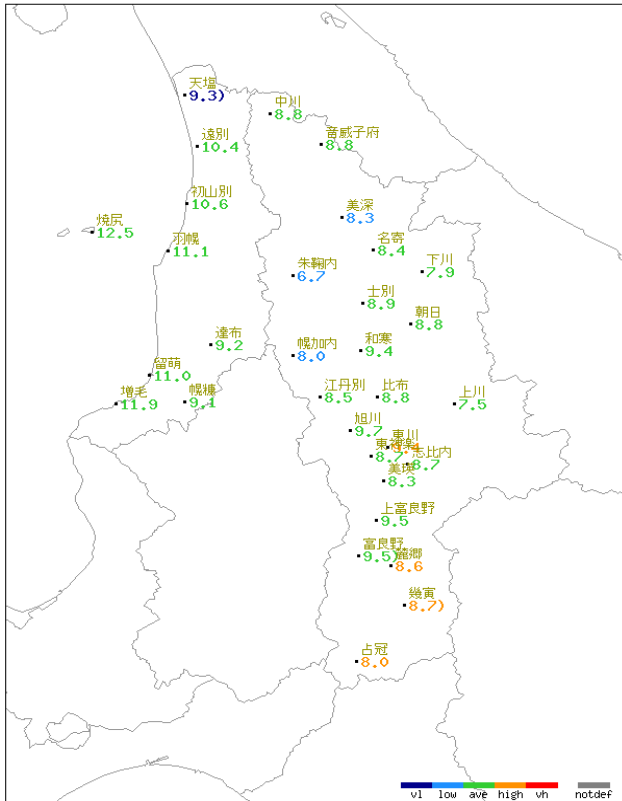 天塩
9.3)
中川
8.8
音威子府
8.8
遠別
10.4
初山別
10.6
美深
8.3
焼尻
12.5
羽幌
11.1
名寄
8.4
下川
7.9
朱鞠内
6.7
士別
8.9
朝日
8.8
達布
9.2
幌加内
8.0
和寒
9.4
留萌
11.0
増毛
11.9
幌糠
9.1
江丹別
8.5
比布
8.8
上川
7.5
旭川
9.7
東川
東神楽
8.7
志比内
8.7
美瑛
8.3
上富良野
9.5
富良野
9.5)
麓郷
8.6
幾寅
8.7)
占冠
8.0
vl low ave high vh notdef